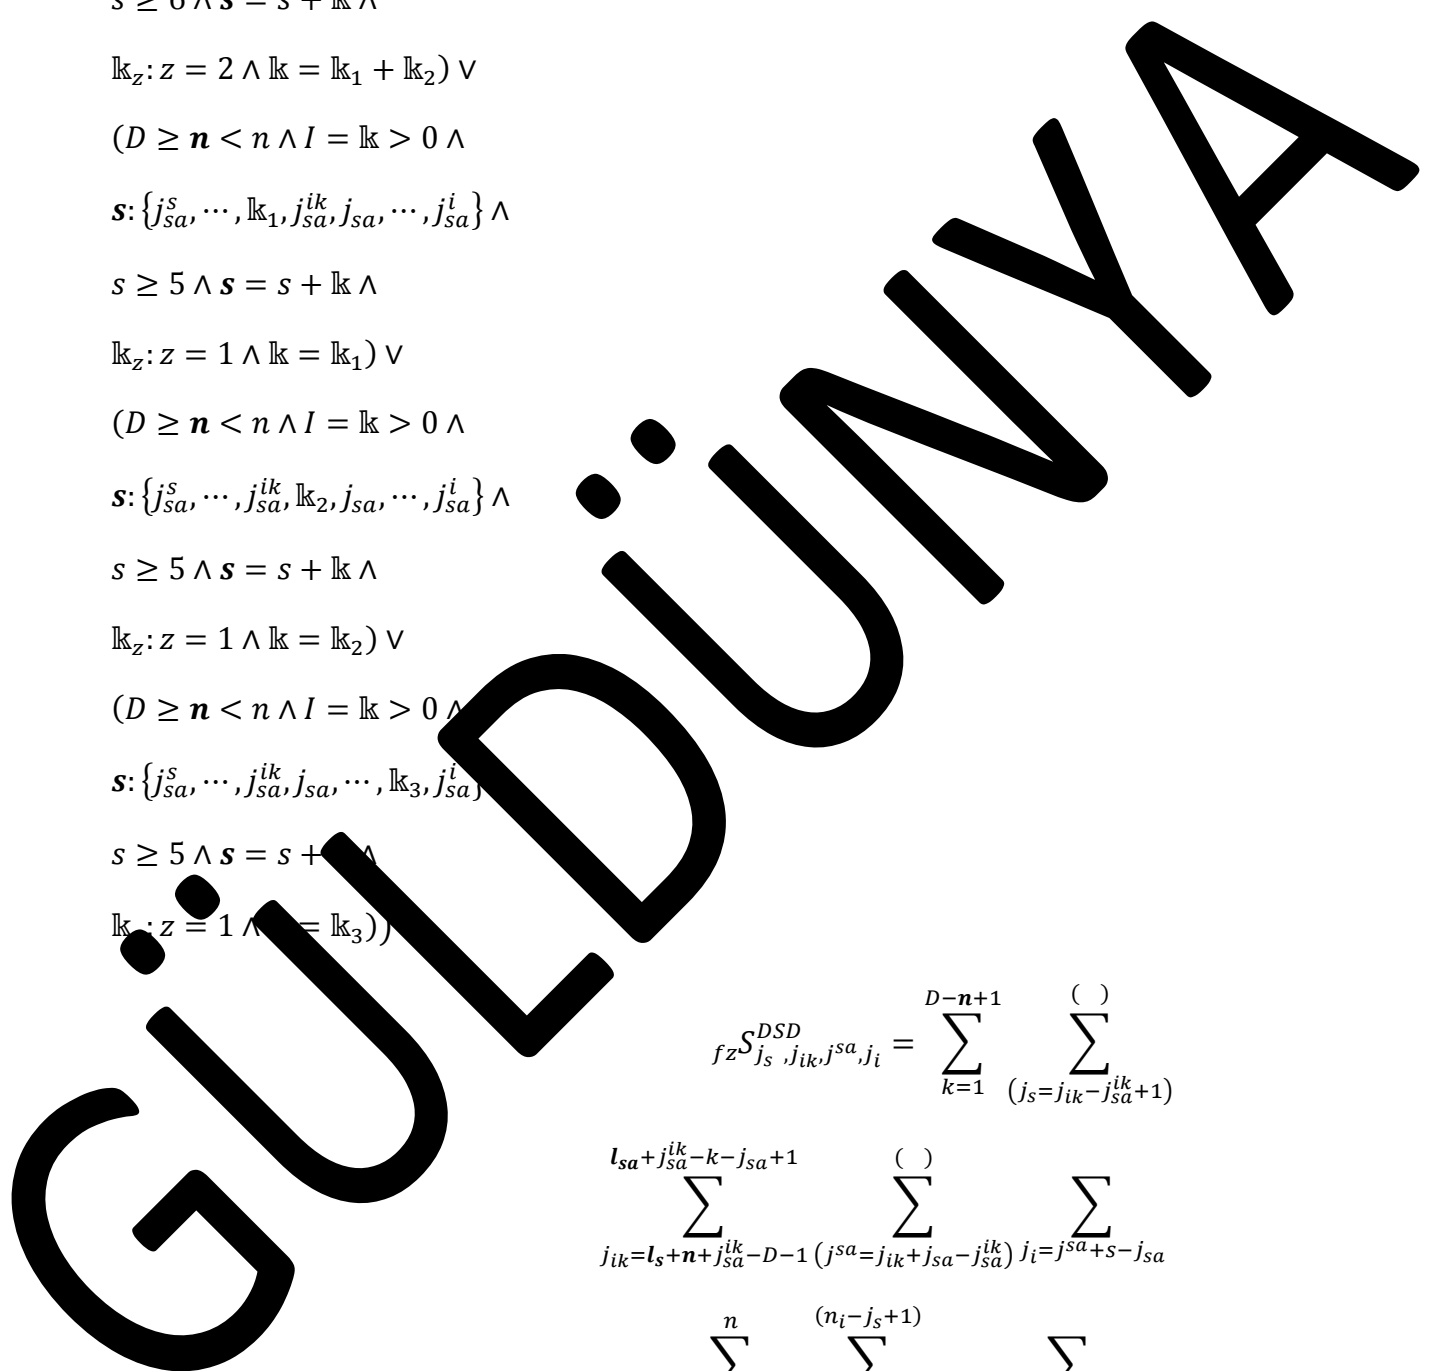 s ≥ 6 ∧ s = s + 𝕜 ∧
𝕜_z: z = 2 ∧ 𝕜 = 𝕜_1 + 𝕜_2) ∨
(D ≥ n < n ∧ I = 𝕜 > 0 ∧
s: {j_{sa}^{s}, ⋯, 𝕜_1, j_{sa}^{ik}, j_{sa}, ⋯, j_{sa}^{i}} ∧
s ≥ 5 ∧ s = s + 𝕜 ∧
𝕜_z: z = 1 ∧ 𝕜 = 𝕜_1) ∨
(D ≥ n < n ∧ I = 𝕜 > 0 ∧
s: {j_{sa}^{s}, ⋯, j_{sa}^{ik}, 𝕜_2, j_{sa}, ⋯, j_{sa}^{i}} ∧
s ≥ 5 ∧ s = s + 𝕜 ∧
𝕜_z: z = 1 ∧ 𝕜 = 𝕜_2) ∨
(D ≥ n < n ∧ I = 𝕜 > 0 ∧
s: {j_{sa}^{s}, ⋯, j_{sa}^{ik}, j_{sa}, ⋯, 𝕜_3, j_{sa}^{i}}
s ≥ 5 ∧ s = s + ∧
𝕜 : z = 1 ∧ = 𝕜_3))
_{fz}S_{j_s, j_{ik}, j^{sa}, j_i}^{DSD} = ∑_{k=1}^{D-n+1} ∑_{(j_s=j_{ik}-j_{sa}^{ik}+1)}^{( )}
∑_{j_{ik}=l_s+n+j_{sa}^{ik}-D-1}^{l_{sa}+j_{sa}^{ik}-k-j_{sa}+1} ∑_{(j^{sa}=j_{ik}+j_{sa}-j_{sa}^{ik})}^{( )} ∑_{j_i=j^{sa}+s-j_{sa}}
∑^{n} ∑^{(n_i-j_s+1)} ∑
GÜLDÜNYA